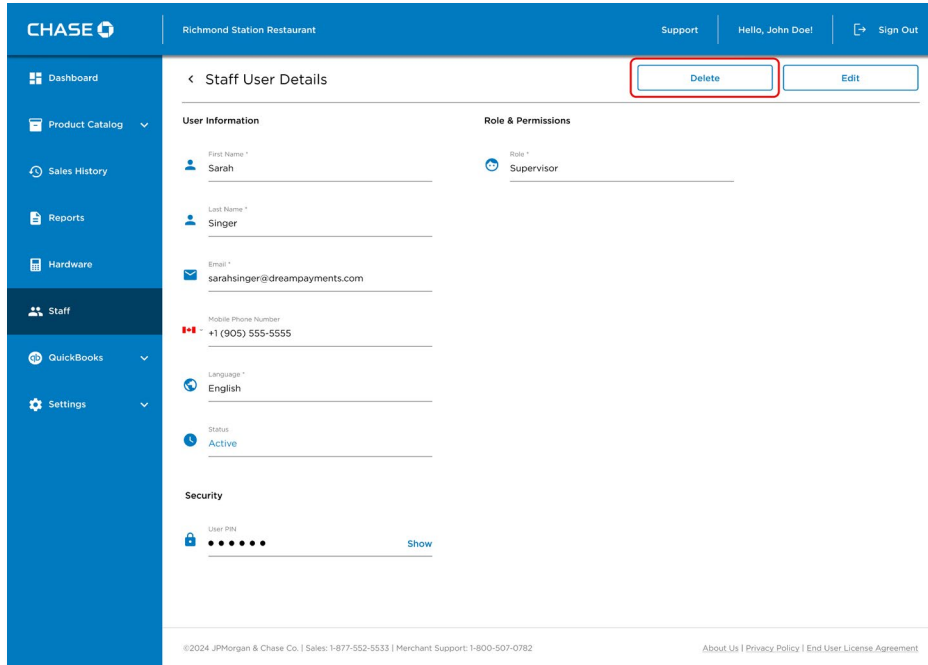 CHASE
Richmond Station Restaurant
Support
Hello, John Doe!
Sign Out
Dashboard
Product Catalog
Sales History
Reports
Hardware
Staff
qb QuickBooks
Settings
Staff User Details
Delete
Edit
User Information
First Name *
Sarah
Last Name *
Singer
Email *
sarahsinger@dreampayments.com
Mobile Phone Number
+1 (905) 555-5555
Language *
English
Status
Active
Role & Permissions
Role *
Supervisor
Security
User PIN
Show
©2024 JPMorgan & Chase Co. | Sales: 1-877-552-5533 | Merchant Support: 1-800-507-0782
About Us | Privacy Policy | End User License Agreement